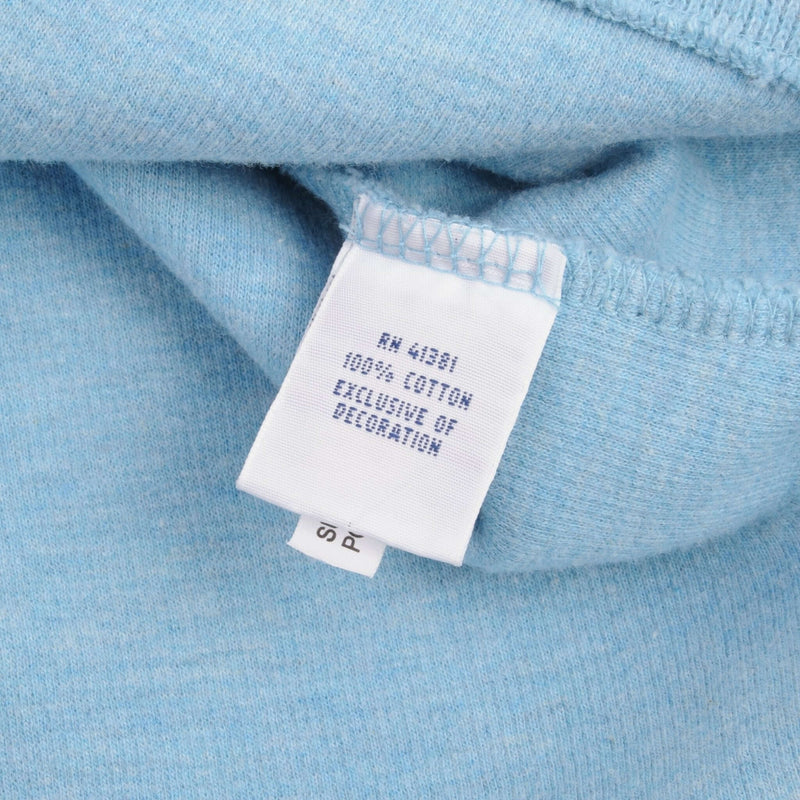 RN 41381
100% COTTON
EXCLUSIVE OF
DECORATION